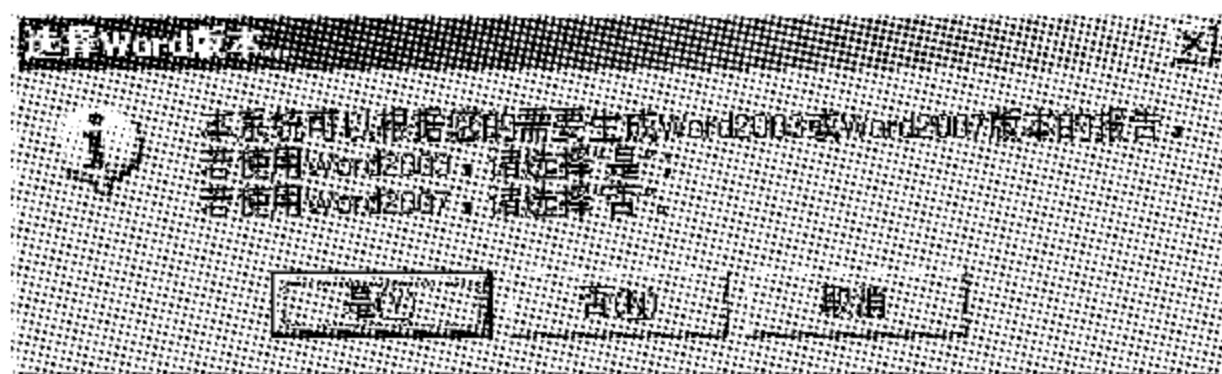 选择Word版本...
本系统可以根据您的需要生成Word2003或Word2007版本的报告，
若使用Word2003，请选择“是”；
若使用Word2007，请选择“否”。
是(Y) 否(N) 取消